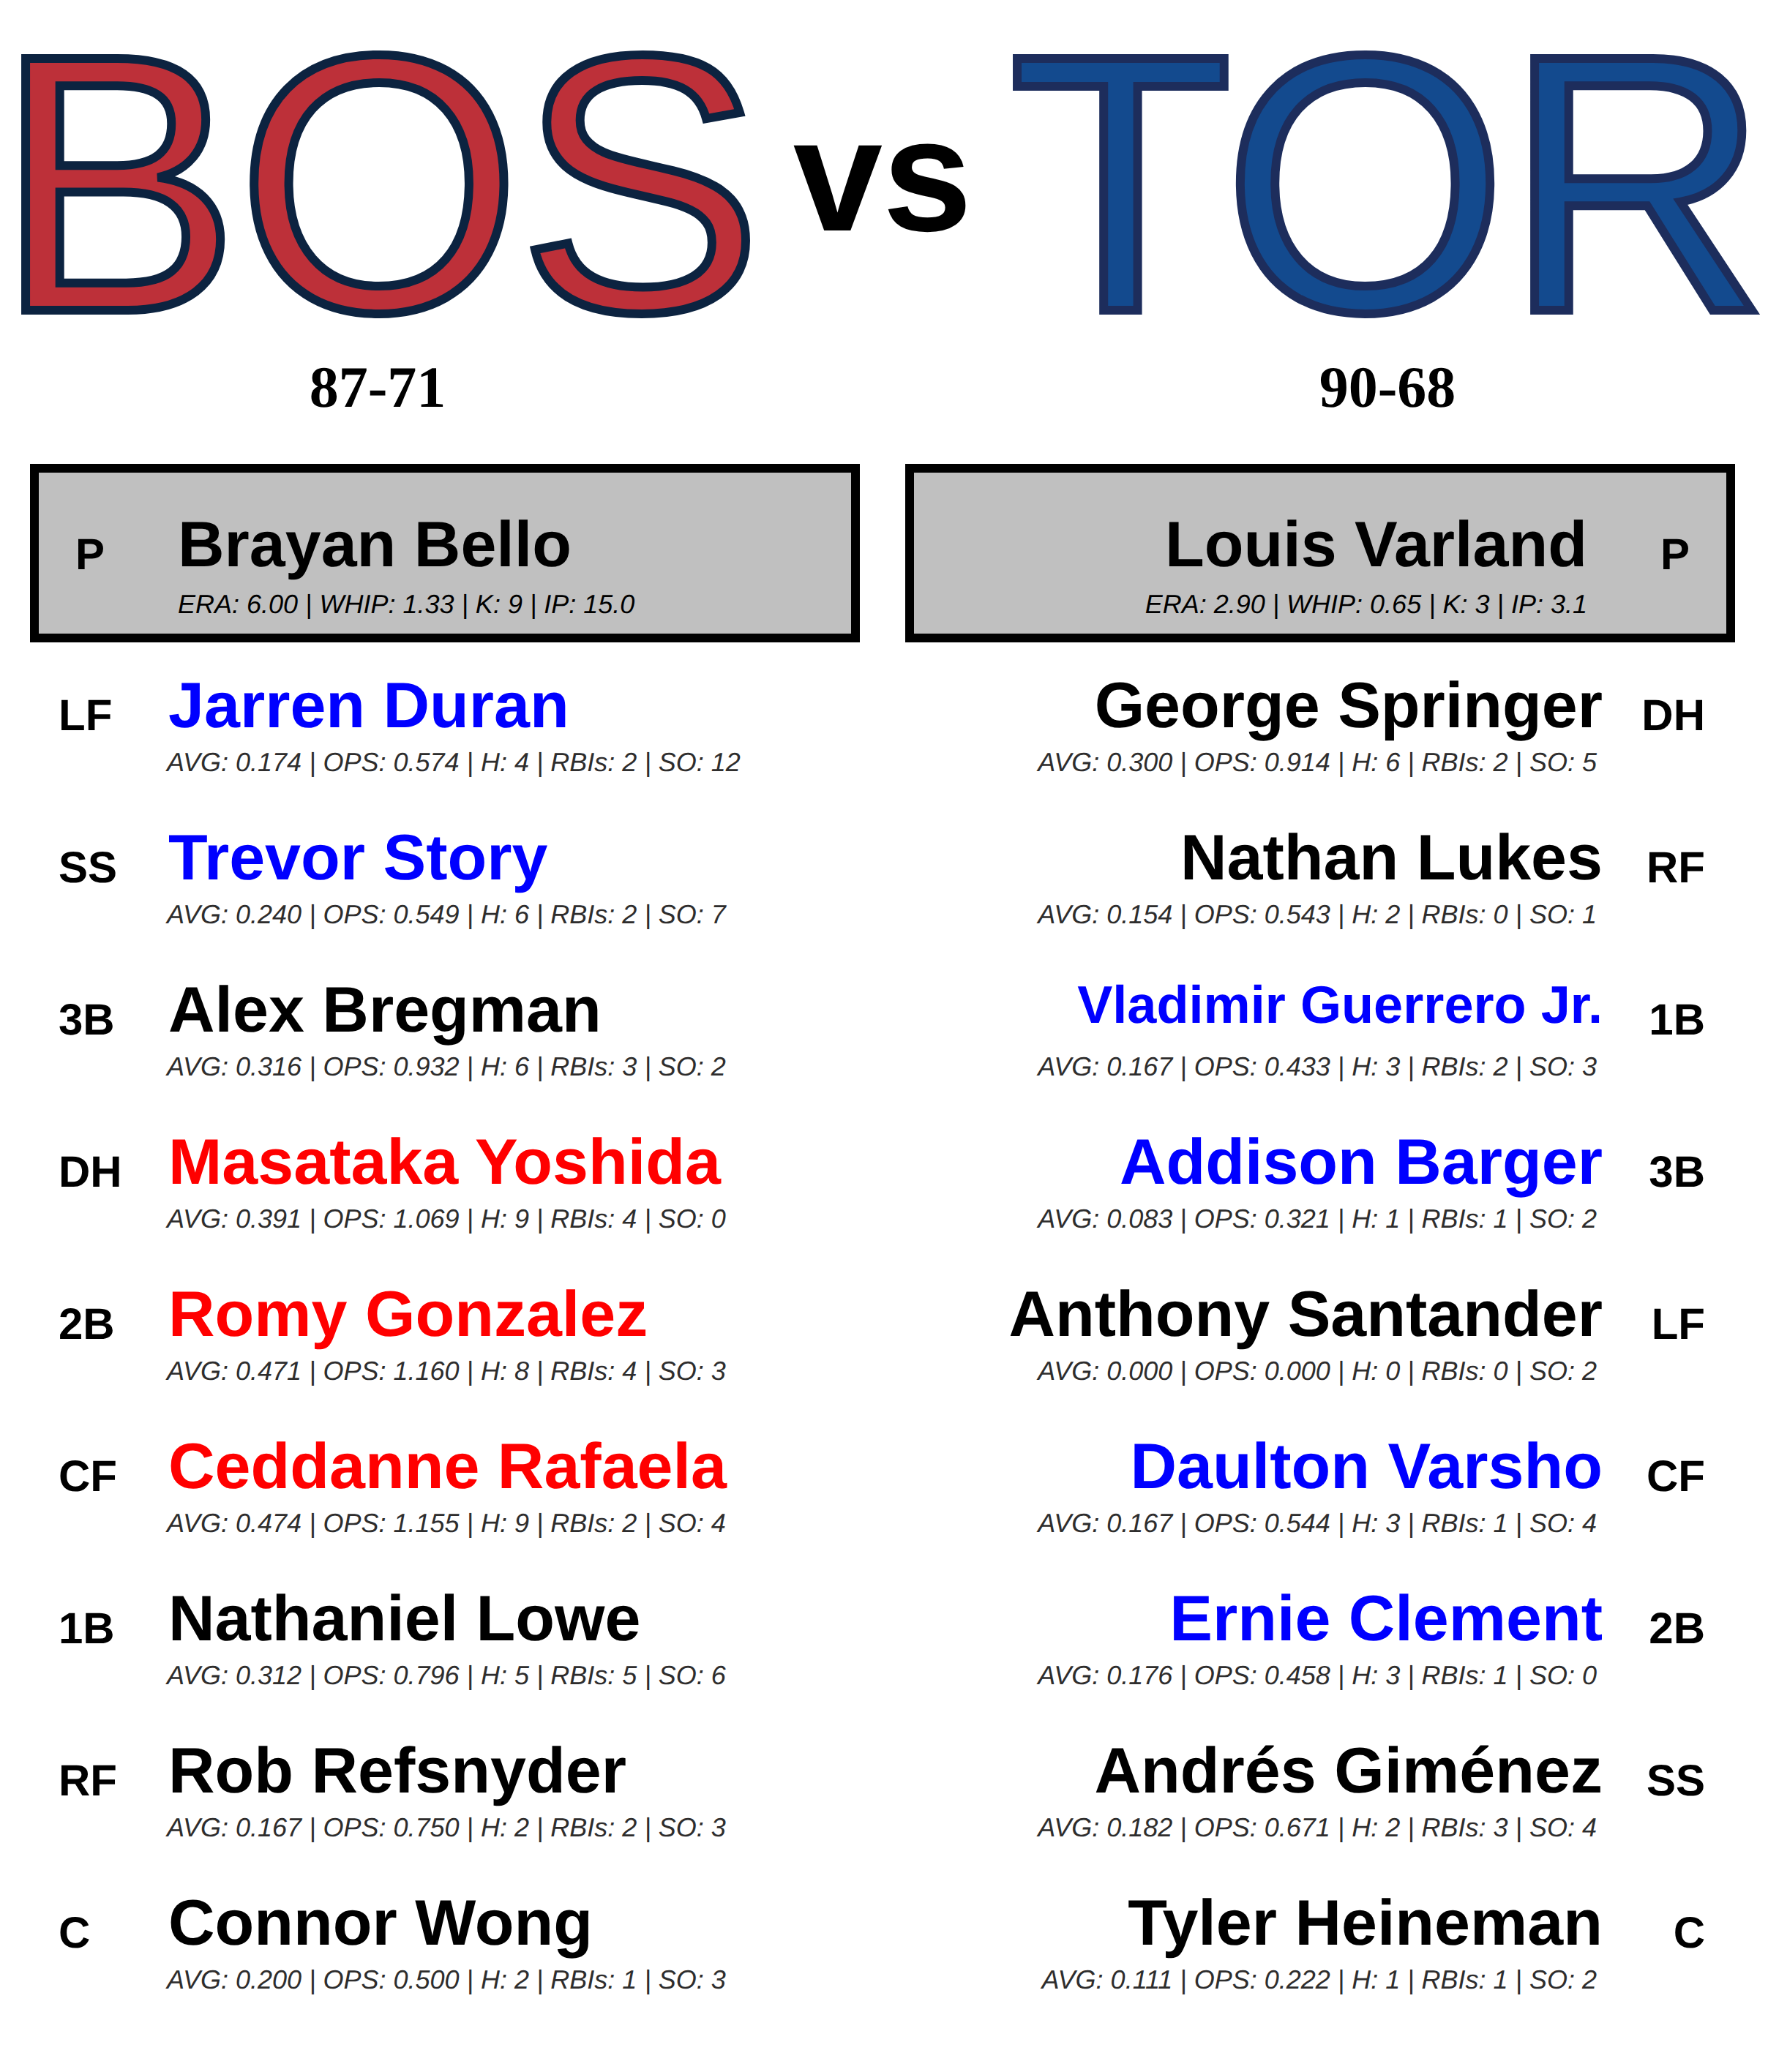 BOS vs TOR
87-71
90-68
P Brayan Bello
ERA: 6.00 | WHIP: 1.33 | K: 9 | IP: 15.0
LF Jarren Duran
AVG: 0.174 | OPS: 0.574 | H: 4 | RBIs: 2 | SO: 12
SS Trevor Story
AVG: 0.240 | OPS: 0.549 | H: 6 | RBIs: 2 | SO: 7
3B Alex Bregman
AVG: 0.316 | OPS: 0.932 | H: 6 | RBIs: 3 | SO: 2
DH Masataka Yoshida
AVG: 0.391 | OPS: 1.069 | H: 9 | RBIs: 4 | SO: 0
2B Romy Gonzalez
AVG: 0.471 | OPS: 1.160 | H: 8 | RBIs: 4 | SO: 3
CF Ceddanne Rafaela
AVG: 0.474 | OPS: 1.155 | H: 9 | RBIs: 2 | SO: 4
1B Nathaniel Lowe
AVG: 0.312 | OPS: 0.796 | H: 5 | RBIs: 5 | SO: 6
RF Rob Refsnyder
AVG: 0.167 | OPS: 0.750 | H: 2 | RBIs: 2 | SO: 3
C Connor Wong
AVG: 0.200 | OPS: 0.500 | H: 2 | RBIs: 1 | SO: 3
Louis Varland P
ERA: 2.90 | WHIP: 0.65 | K: 3 | IP: 3.1
George Springer DH
AVG: 0.300 | OPS: 0.914 | H: 6 | RBIs: 2 | SO: 5
Nathan Lukes RF
AVG: 0.154 | OPS: 0.543 | H: 2 | RBIs: 0 | SO: 1
Vladimir Guerrero Jr. 1B
AVG: 0.167 | OPS: 0.433 | H: 3 | RBIs: 2 | SO: 3
Addison Barger 3B
AVG: 0.083 | OPS: 0.321 | H: 1 | RBIs: 1 | SO: 2
Anthony Santander LF
AVG: 0.000 | OPS: 0.000 | H: 0 | RBIs: 0 | SO: 2
Daulton Varsho CF
AVG: 0.167 | OPS: 0.544 | H: 3 | RBIs: 1 | SO: 4
Ernie Clement 2B
AVG: 0.176 | OPS: 0.458 | H: 3 | RBIs: 1 | SO: 0
Andrés Giménez SS
AVG: 0.182 | OPS: 0.671 | H: 2 | RBIs: 3 | SO: 4
Tyler Heineman C
AVG: 0.111 | OPS: 0.222 | H: 1 | RBIs: 1 | SO: 2